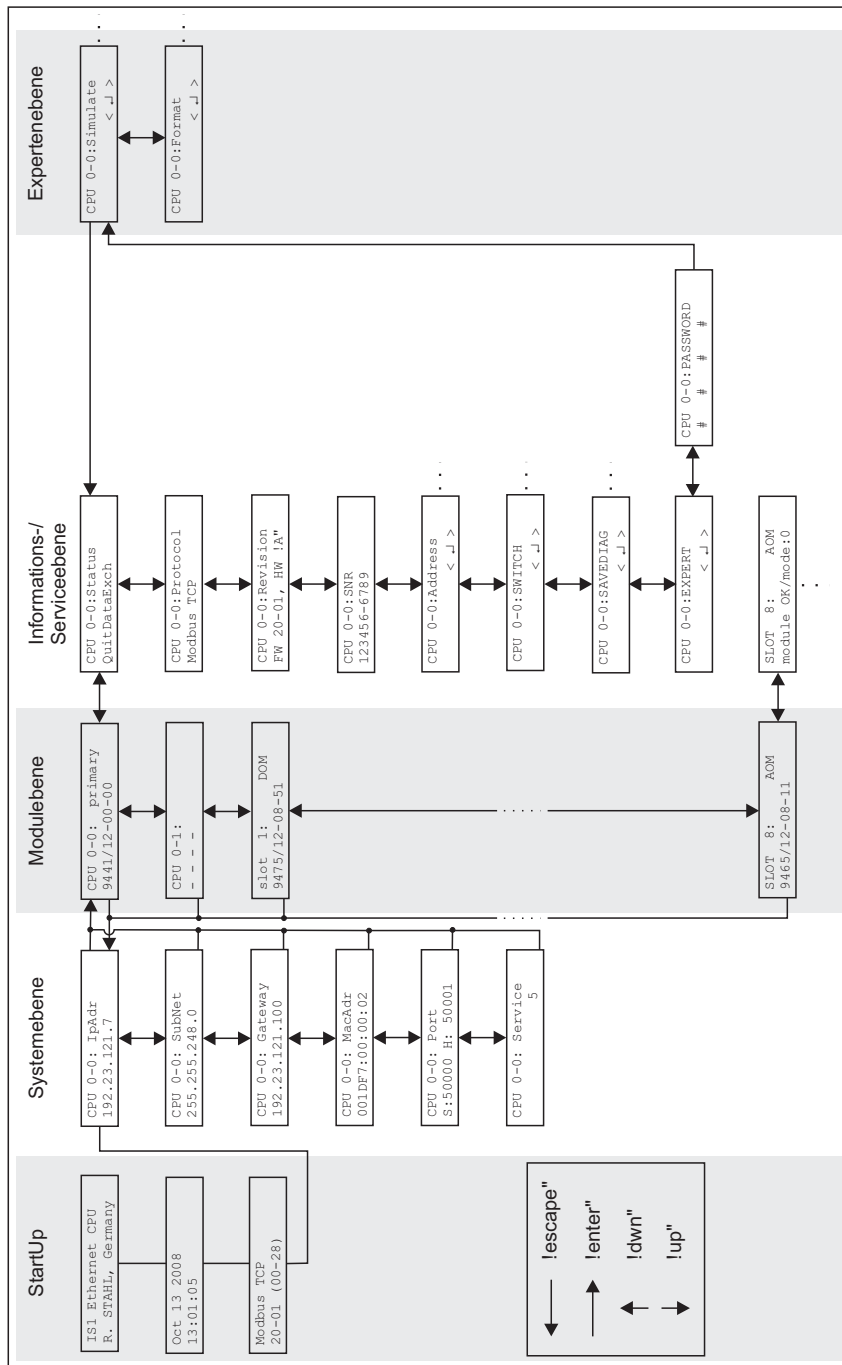 StartUp
IS1 Ethernet CPU
R. STAHL, Germany
Oct 13 2008
13:01:05
Modbus TCP
20-01 (00-28)
!escape"
!enter"
!dwn"
!up"
Systemebene
CPU 0-0: IpAdr
192.23.121.7
CPU 0-0: SubNet
255.255.248.0
CPU 0-0: Gateway
192.23.121.100
CPU 0-0: MacAdr
001DF7:00:00:02
CPU 0-0: Port
S:50000 H: 50001
CPU 0-0: Service
5
Modulebene
CPU 0-0: primary
9441/12-00-00
CPU 0-1:
- - - -
slot 1: DOM
9475/12-08-51
SLOT 8: AOM
9465/12-08-11
Informations-/
Serviceebene
CPU 0-0:Status
QuitDataExch
CPU 0-0:Protocol
Modbus TCP
CPU 0-0:Revision
FW 20-01, HW !A"
CPU 0-0:SNR
123456-6789
CPU 0-0:Address
< ┘ >
CPU 0-0:SWITCH
< ┘ >
CPU 0-0:SAVEDIAG
< ┘ >
CPU 0-0:EXPERT
< ┘ >
CPU 0-0:PASSWORD
# # # #
SLOT 8: AOM
module OK/mode:0
Expertenebene
CPU 0-0:Simulate
< ┘ >
CPU 0-0:Format
< ┘ >